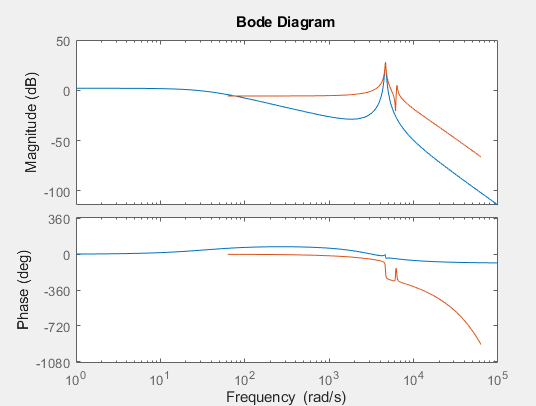 Bode Diagram
Magnitude (dB)
50
0
-50
-100
Phase (deg)
360
0
-360
-720
-1080
10^0 10^1 10^2 10^3 10^4 10^5
Frequency (rad/s)